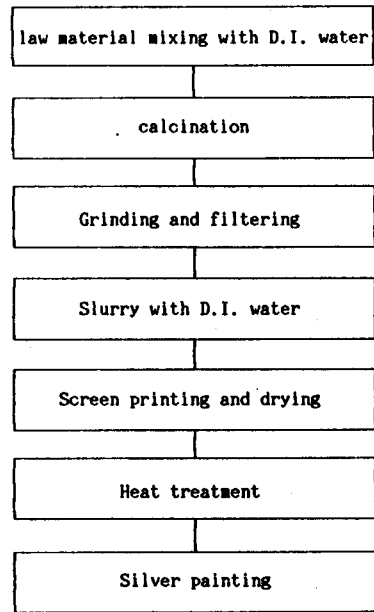 law material mixing with D.I. water
calcination
Grinding and filtering
Slurry with D.I. water
Screen printing and drying
Heat treatment
Silver painting